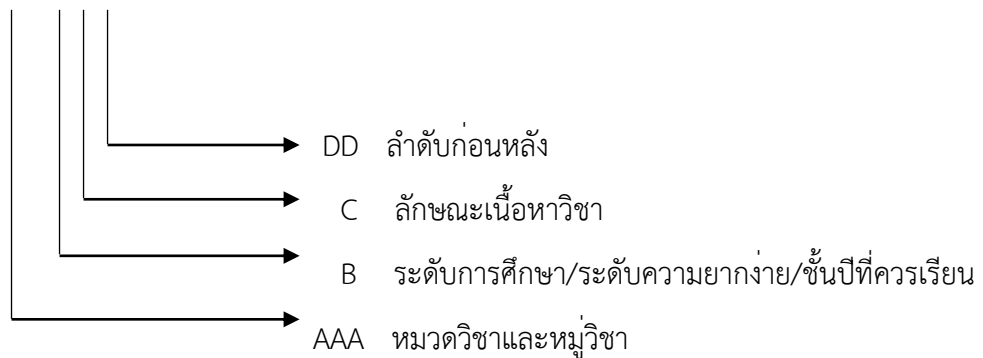 DD ลำดับก่อนหลัง
C ลักษณะเนื้อหาวิชา
B ระดับการศึกษา/ระดับความยากง่าย/ชั้นปีที่ควรเรียน
AAA หมวดวิชาและหมู่วิชา